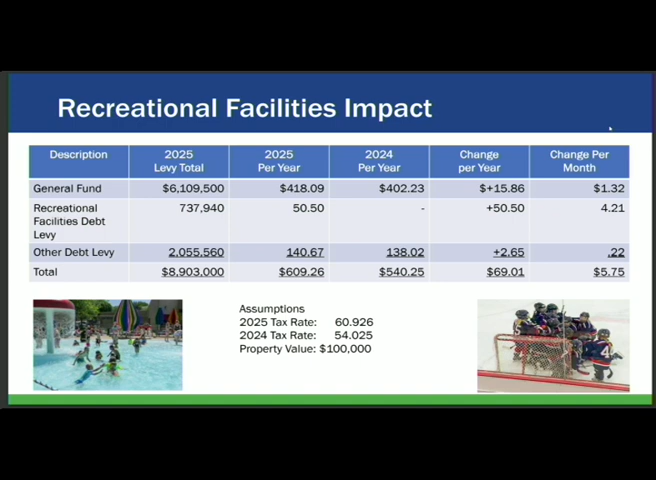 Recreational Facilities Impact
Description 2025 Levy Total 2025 Per Year 2024 Per Year Change per Year Change Per Month
General Fund $6,109,500 $418.09 $402.23 $+15.86 $1.32
Recreational Facilities Debt Levy 737,940 50.50 - +50.50 4.21
Other Debt Levy 2,055,560 140.67 138.02 +2.65 .22
Total $8,903,000 $609.26 $540.25 $69.01 $5.75
Assumptions
2025 Tax Rate: 60.926
2024 Tax Rate: 54.025
Property Value: $100,000